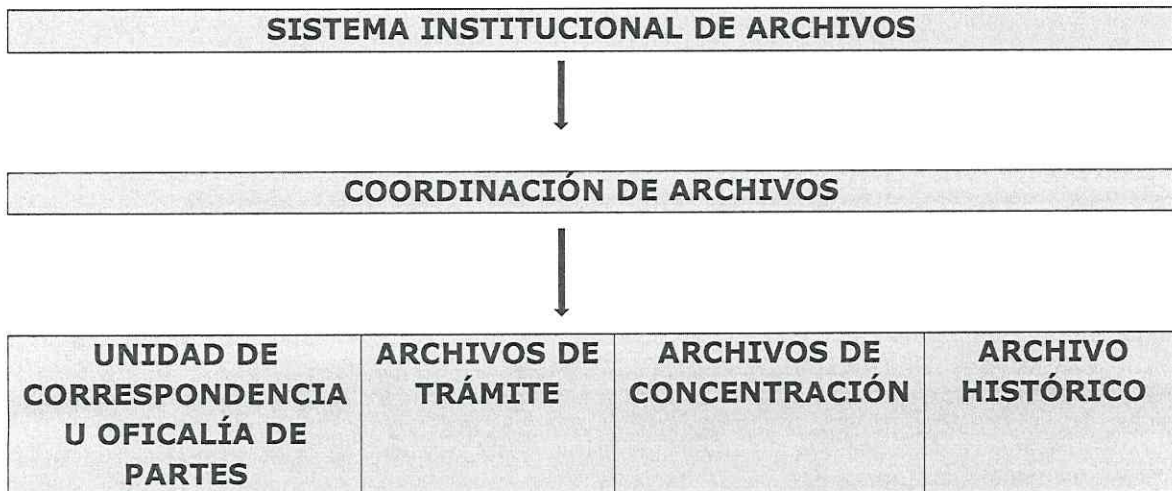 SISTEMA INSTITUCIONAL DE ARCHIVOS
COORDINACIÓN DE ARCHIVOS
UNIDAD DE
CORRESPONDENCIA
U OFICALÍA DE
PARTES
ARCHIVOS DE
TRÁMITE
ARCHIVOS DE
CONCENTRACIÓN
ARCHIVO
HISTÓRICO